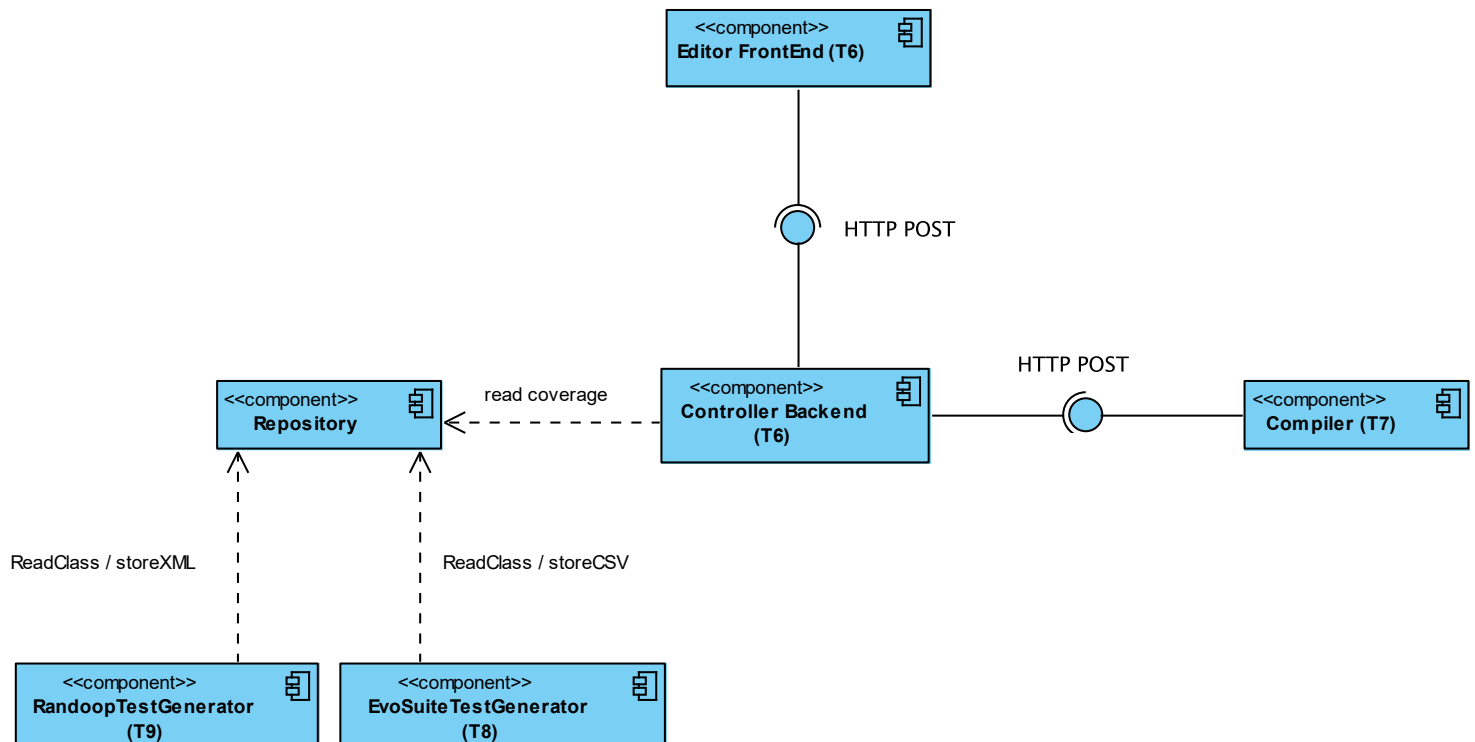 <<component>>
Editor FrontEnd (T6)
HTTP POST
HTTP POST
<<component>>
Repository
read coverage
<<component>>
Controller Backend
(T6)
<<component>>
Compiler (T7)
ReadClass / storeXML
ReadClass / storeCSV
<<component>>
RandoopTestGenerator
(T9)
<<component>>
EvoSuiteTestGenerator
(T8)